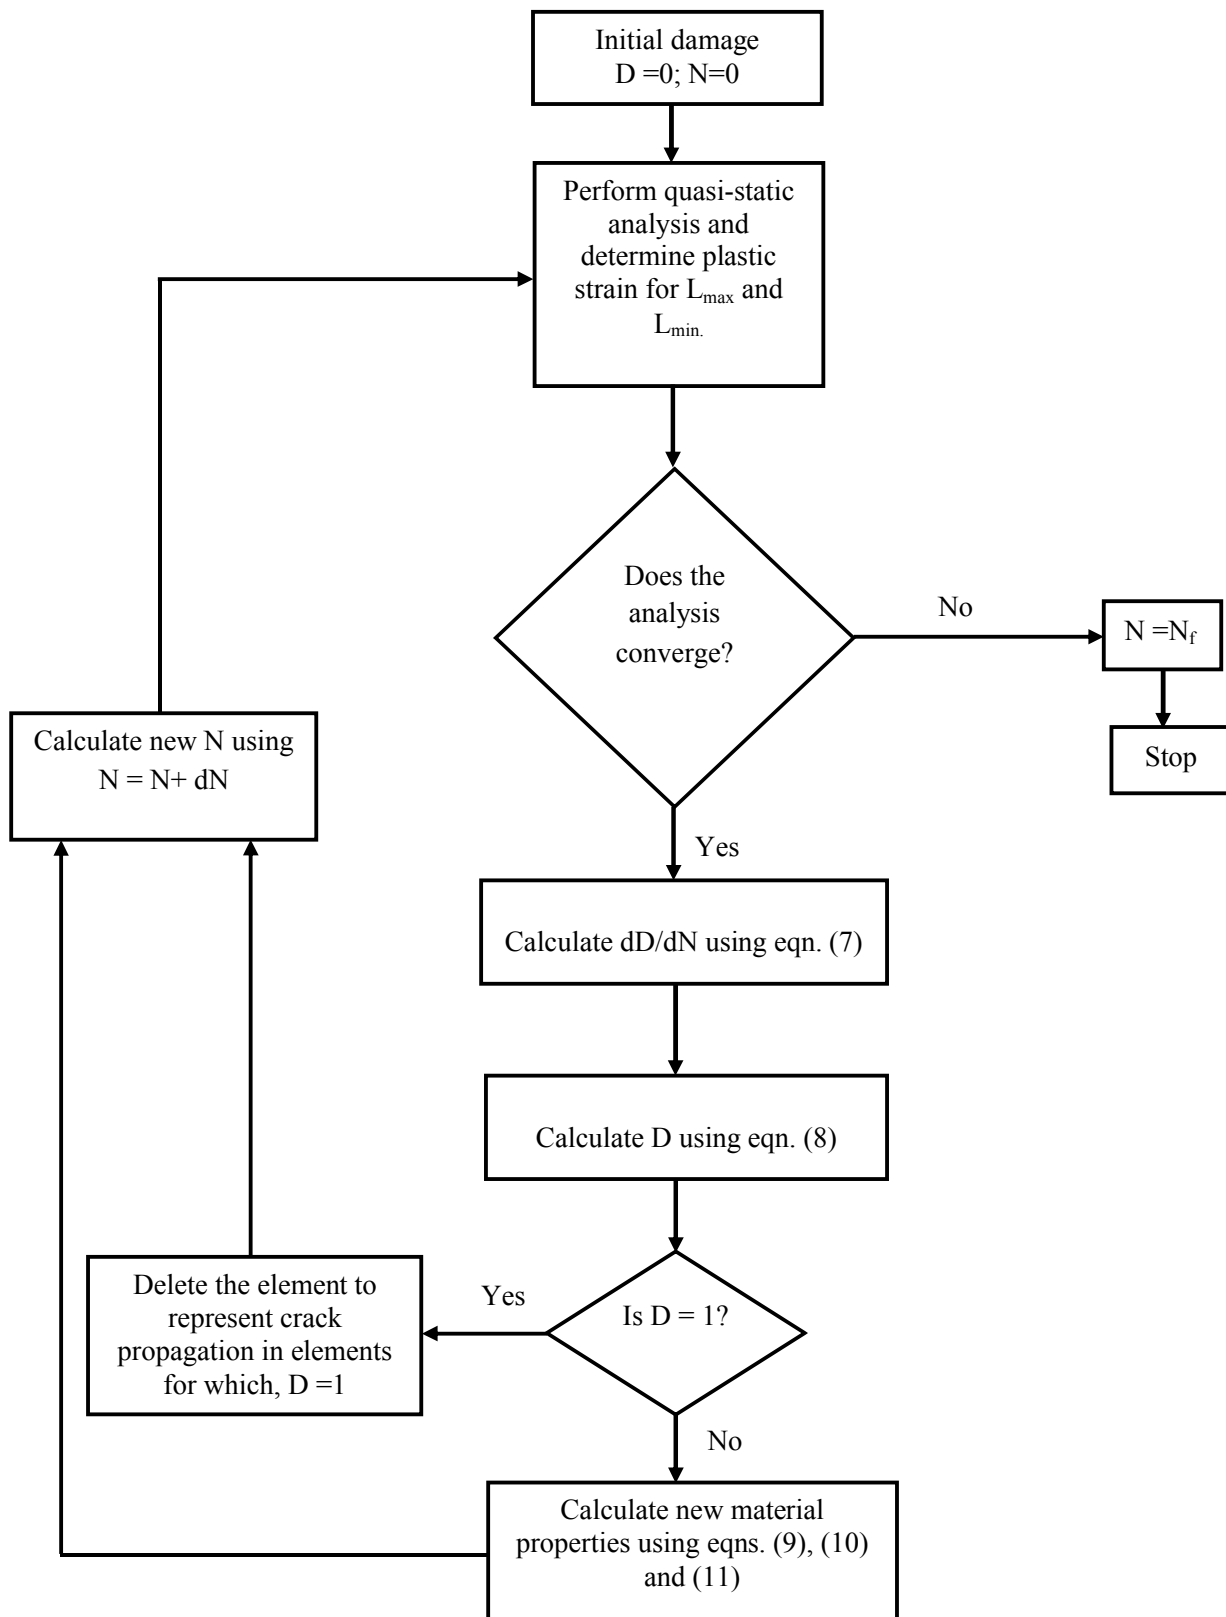 Initial damage
D =0; N=0
Perform quasi-static
analysis and
determine plastic
strain for Lmax and
Lmin.
Does the
analysis
converge?
No
N =Nf
Stop
Yes
Calculate new N using
N = N+ dN
Calculate dD/dN using eqn. (7)
Calculate D using eqn. (8)
Is D = 1?
Yes
Delete the element to
represent crack
propagation in elements
for which, D =1
No
Calculate new material
properties using eqns. (9), (10)
and (11)